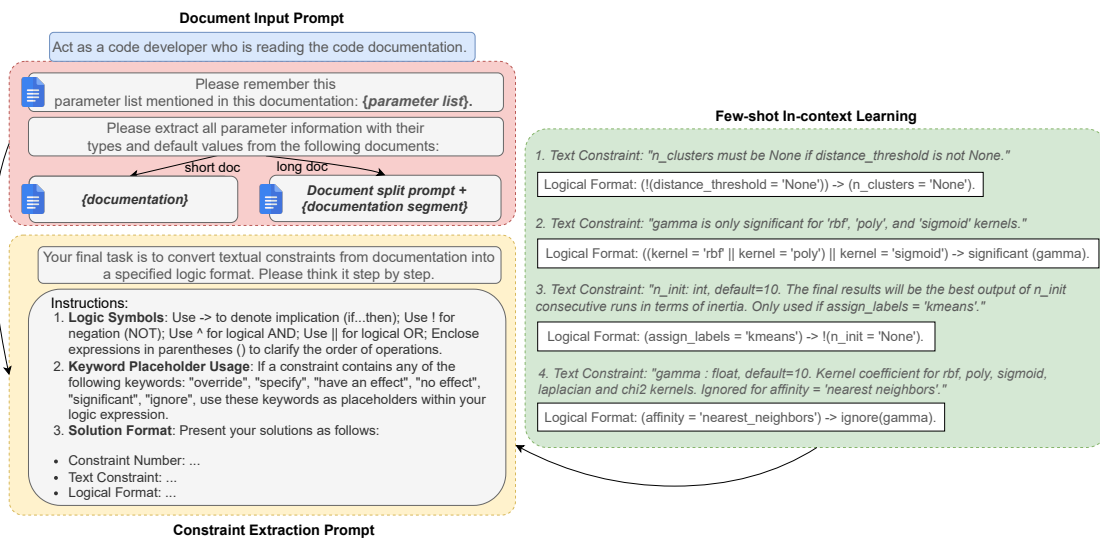 Document Input Prompt
Act as a code developer who is reading the code documentation.
Please remember this
parameter list mentioned in this documentation: {parameter list}.
Please extract all parameter information with their
types and default values from the following documents:
short doc
long doc
{documentation}
Document split prompt +
{documentation segment}
Your final task is to convert textual constraints from documentation into
a specified logic format. Please think it step by step.
Instructions:
1. Logic Symbols: Use -> to denote implication (if...then); Use ! for
negation (NOT); Use ^ for logical AND; Use || for logical OR; Enclose
expressions in parentheses () to clarify the order of operations.
2. Keyword Placeholder Usage: If a constraint contains any of the
following keywords: "override", "specify", "have an effect", "no effect",
"significant", "ignore", use these keywords as placeholders within your
logic expression.
3. Solution Format: Present your solutions as follows:
• Constraint Number: ...
• Text Constraint: ...
• Logical Format: ...
Constraint Extraction Prompt
Few-shot In-context Learning
1. Text Constraint: "n_clusters must be None if distance_threshold is not None."
Logical Format: (!(distance_threshold = 'None')) -> (n_clusters = 'None').
2. Text Constraint: "gamma is only significant for 'rbf', 'poly', and 'sigmoid' kernels."
Logical Format: ((kernel = 'rbf' || kernel = 'poly') || kernel = 'sigmoid') -> significant (gamma).
3. Text Constraint: "n_init: int, default=10. The final results will be the best output of n_init
consecutive runs in terms of inertia. Only used if assign_labels = 'kmeans'."
Logical Format: (assign_labels = 'kmeans') -> !(n_init = 'None').
4. Text Constraint: "gamma : float, default=10. Kernel coefficient for rbf, poly, sigmoid,
laplacian and chi2 kernels. Ignored for affinity = 'nearest neighbors'."
Logical Format: (affinity = 'nearest_neighbors') -> ignore(gamma).